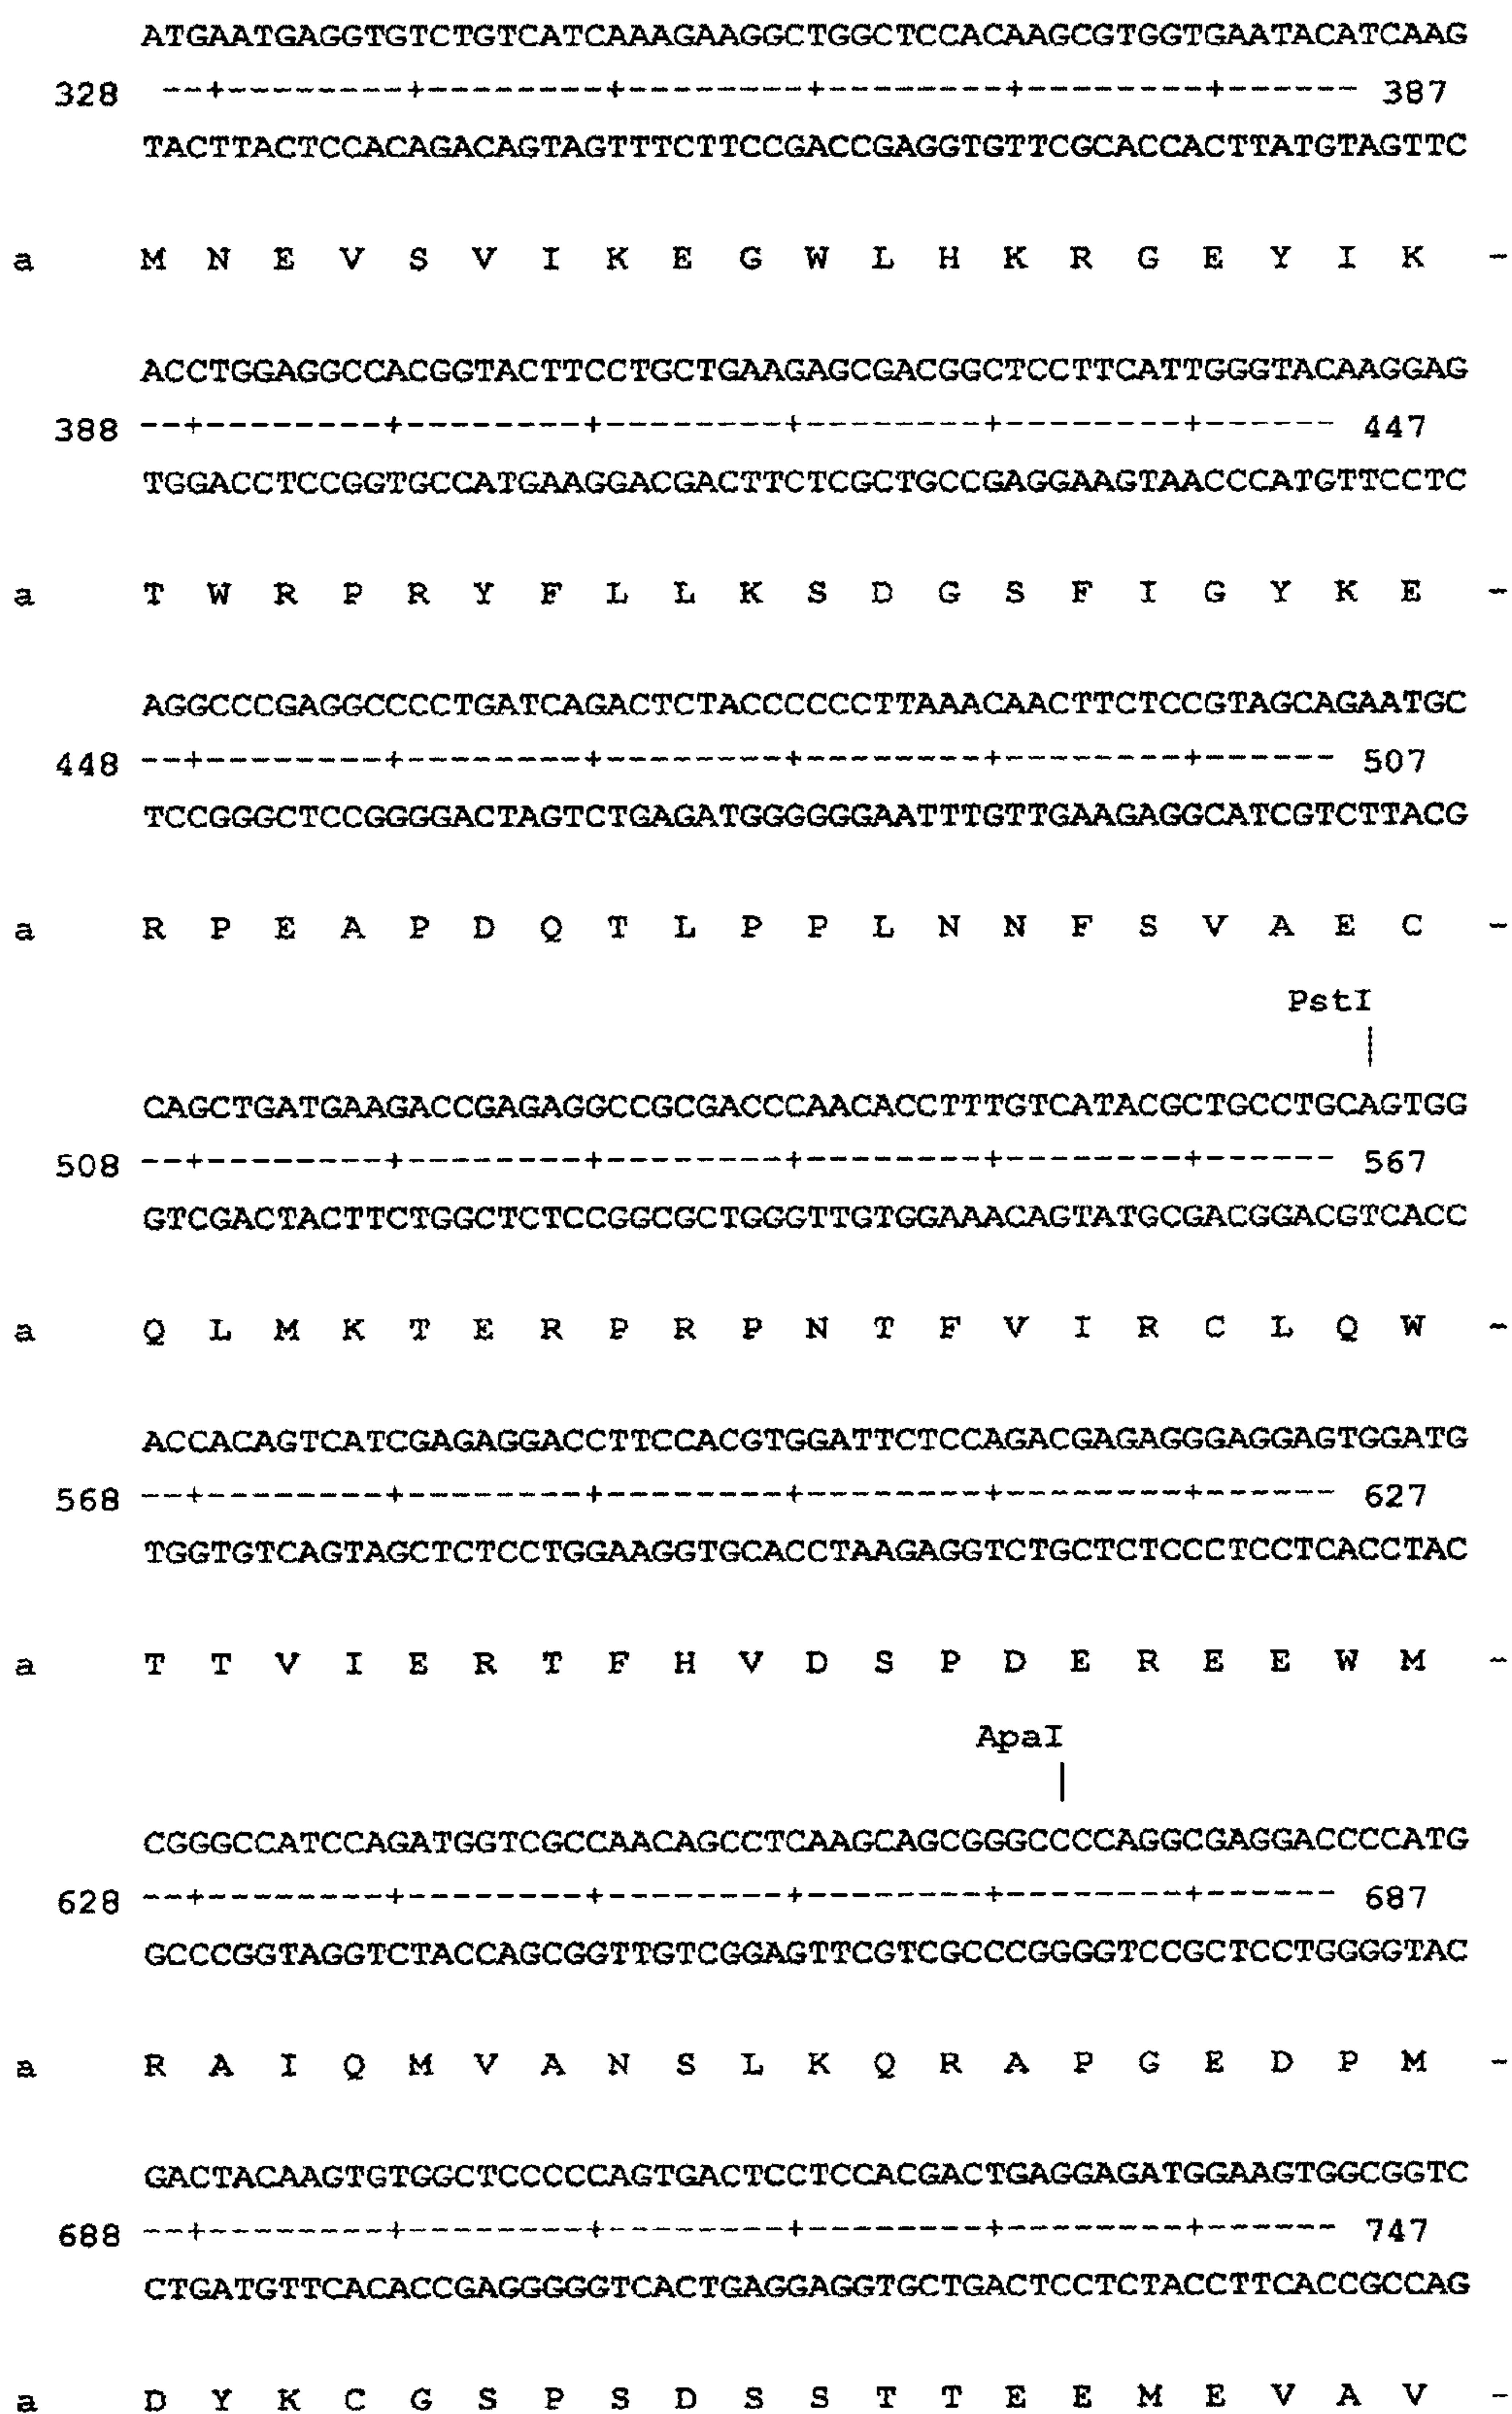 ATGAATGAGGTGTCTGTCATCAAAGAAGGCTGGCTCCACAAGCGTGGTGAATACATCAAG
328 --+---------+---------+---------+---------+---------+------- 387
TACTTACTCCACAGACAGTAGTTTCTTCCGACCGAGGTGTTCGCACCACTTATGTAGTTC
a M N E V S V I K E G W L H K R G E Y I K -
ACCTGGAGGCCACGGTACTTCCTGCTGAAGAGCGACGGCTCCTTCATTGGGTACAAGGAG
388 --+---------+---------+---------+---------+---------+------- 447
TGGACCTCCGGTGCCATGAAGGACGACTTCTCGCTGCCGAGGAAGTAACCCATGTTCCTC
a T W R P R Y F L L K S D G S F I G Y K E -
AGGCCCGAGGCCCCTGATCAGACTCTACCCCCCTTAAACAACTTCTCCGTAGCAGAATGC
448 --+---------+---------+---------+---------+---------+------- 507
TCCGGGCTCCGGGGACTAGTCTGAGATGGGGGGAATTTGTTGAAGAGGCATCGTCTTACG
a R P E A P D Q T L P P L N N F S V A E C -
PstI
|
CAGCTGATGAAGACCGAGAGGCCGCGACCCAACACCTTTGTCATACGCTGCCTGCAGTGG
508 --+---------+---------+---------+---------+---------+------- 567
GTCGACTACTTCTGGCTCTCCGGCGCTGGGTTGTGGAAACAGTATGCGACGGACGTCACC
a Q L M K T E R P R P N T F V I R C L Q W -
ACCACAGTCATCGAGAGGACCTTCCACGTGGATTCTCCAGACGAGAGGGAGGAGTGGATG
568 --+---------+---------+---------+---------+---------+------- 627
TGGTGTCAGTAGCTCTCCTGGAAGGTGCACCTAAGAGGTCTGCTCTCCCTCCTCACCTAC
a T T V I E R T F H V D S P D E R E E W M -
ApaI
|
CGGGCCATCCAGATGGTCGCCAACAGCCTCAAGCAGCGGGCCCCAGGCGAGGACCCCATG
628 --+---------+---------+---------+---------+---------+------- 687
GCCCGGTAGGTCTACCAGCGGTTGTCGGAGTTCGTCGCCCGGGGTCCGCTCCTGGGGTAC
a R A I Q M V A N S L K Q R A P G E D P M -
GACTACAAGTGTGGCTCCCCCAGTGACTCCTCCACGACTGAGGAGATGGAAGTGGCGGTC
688 --+---------+---------+---------+---------+---------+------- 747
CTGATGTTCACACCGAGGGGGTCACTGAGGAGGTGCTGACTCCTCTACCTTCACCGCCAG
a D Y K C G S P S D S S T T E E M E V A V -